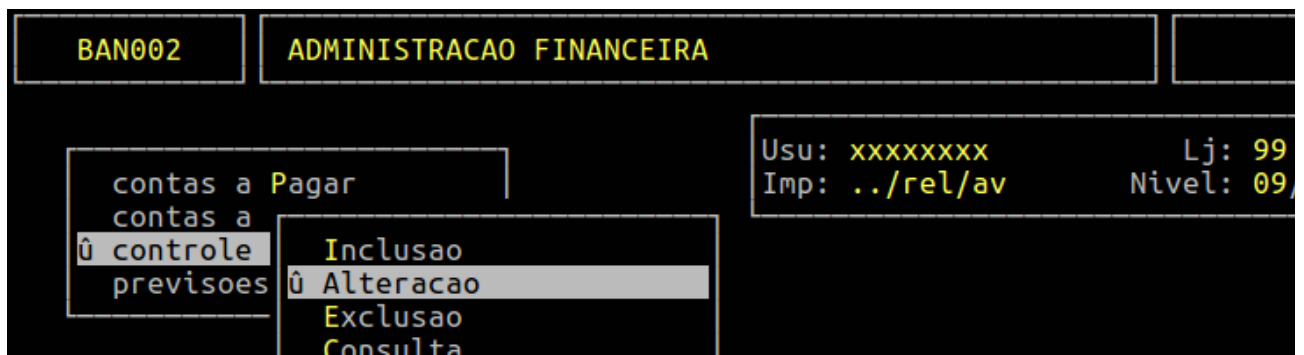 BAN002
ADMINISTRACAO FINANCEIRA
Usu: xxxxxxxx Lj: 99
Imp: ../rel/av Nivel: 09/
contas a Pagar
contas a
û controle
previsoes
Inclusao
û Alteracao
Exclusao
Consulta